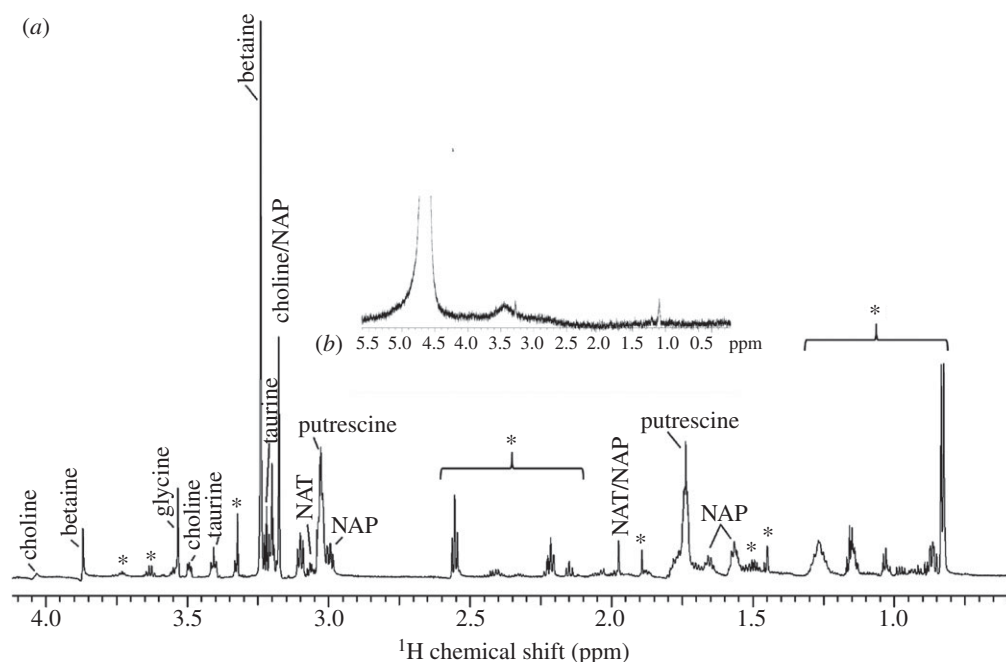 (a)
betaine
choline/NAP
(b)
5.5 5.0 4.5 4.0 3.5 3.0 2.5 2.0 1.5 1.0 0.5 ppm
choline
betaine
*
*
glycine
choline
taurine
*
taurine
NAT
putrescine
NAP
*
NAT/NAP
*
putrescine
NAP
*
*
*
4.0 3.5 3.0 2.5 2.0 1.5 1.0
¹H chemical shift (ppm)